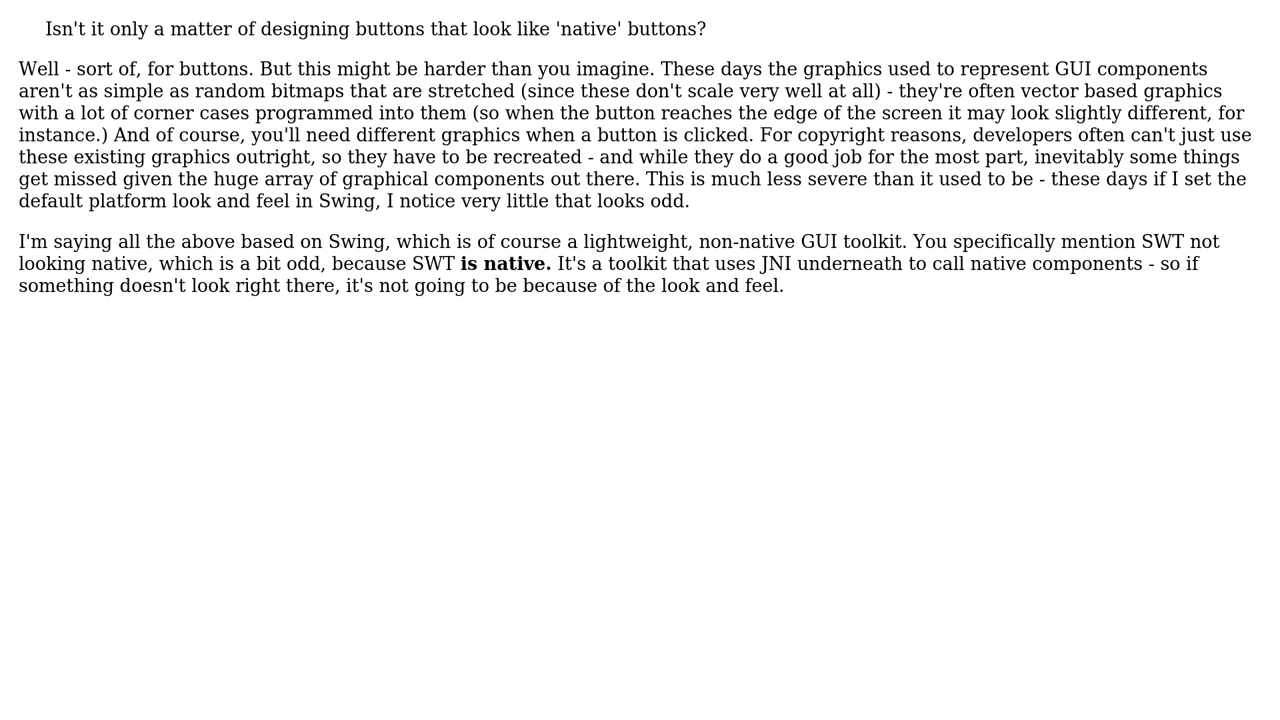 Isn't it only a matter of designing buttons that look like 'native' buttons?
Well - sort of, for buttons. But this might be harder than you imagine. These days the graphics used to represent GUI components
aren't as simple as random bitmaps that are stretched (since these don't scale very well at all) - they're often vector based graphics
with a lot of corner cases programmed into them (so when the button reaches the edge of the screen it may look slightly different, for
instance.) And of course, you'll need different graphics when a button is clicked. For copyright reasons, developers often can't just use
these existing graphics outright, so they have to be recreated - and while they do a good job for the most part, inevitably some things
get missed given the huge array of graphical components out there. This is much less severe than it used to be - these days if I set the
default platform look and feel in Swing, I notice very little that looks odd.
I'm saying all the above based on Swing, which is of course a lightweight, non-native GUI toolkit. You specifically mention SWT not
looking native, which is a bit odd, because SWT is native. It's a toolkit that uses JNI underneath to call native components - so if
something doesn't look right there, it's not going to be because of the look and feel.